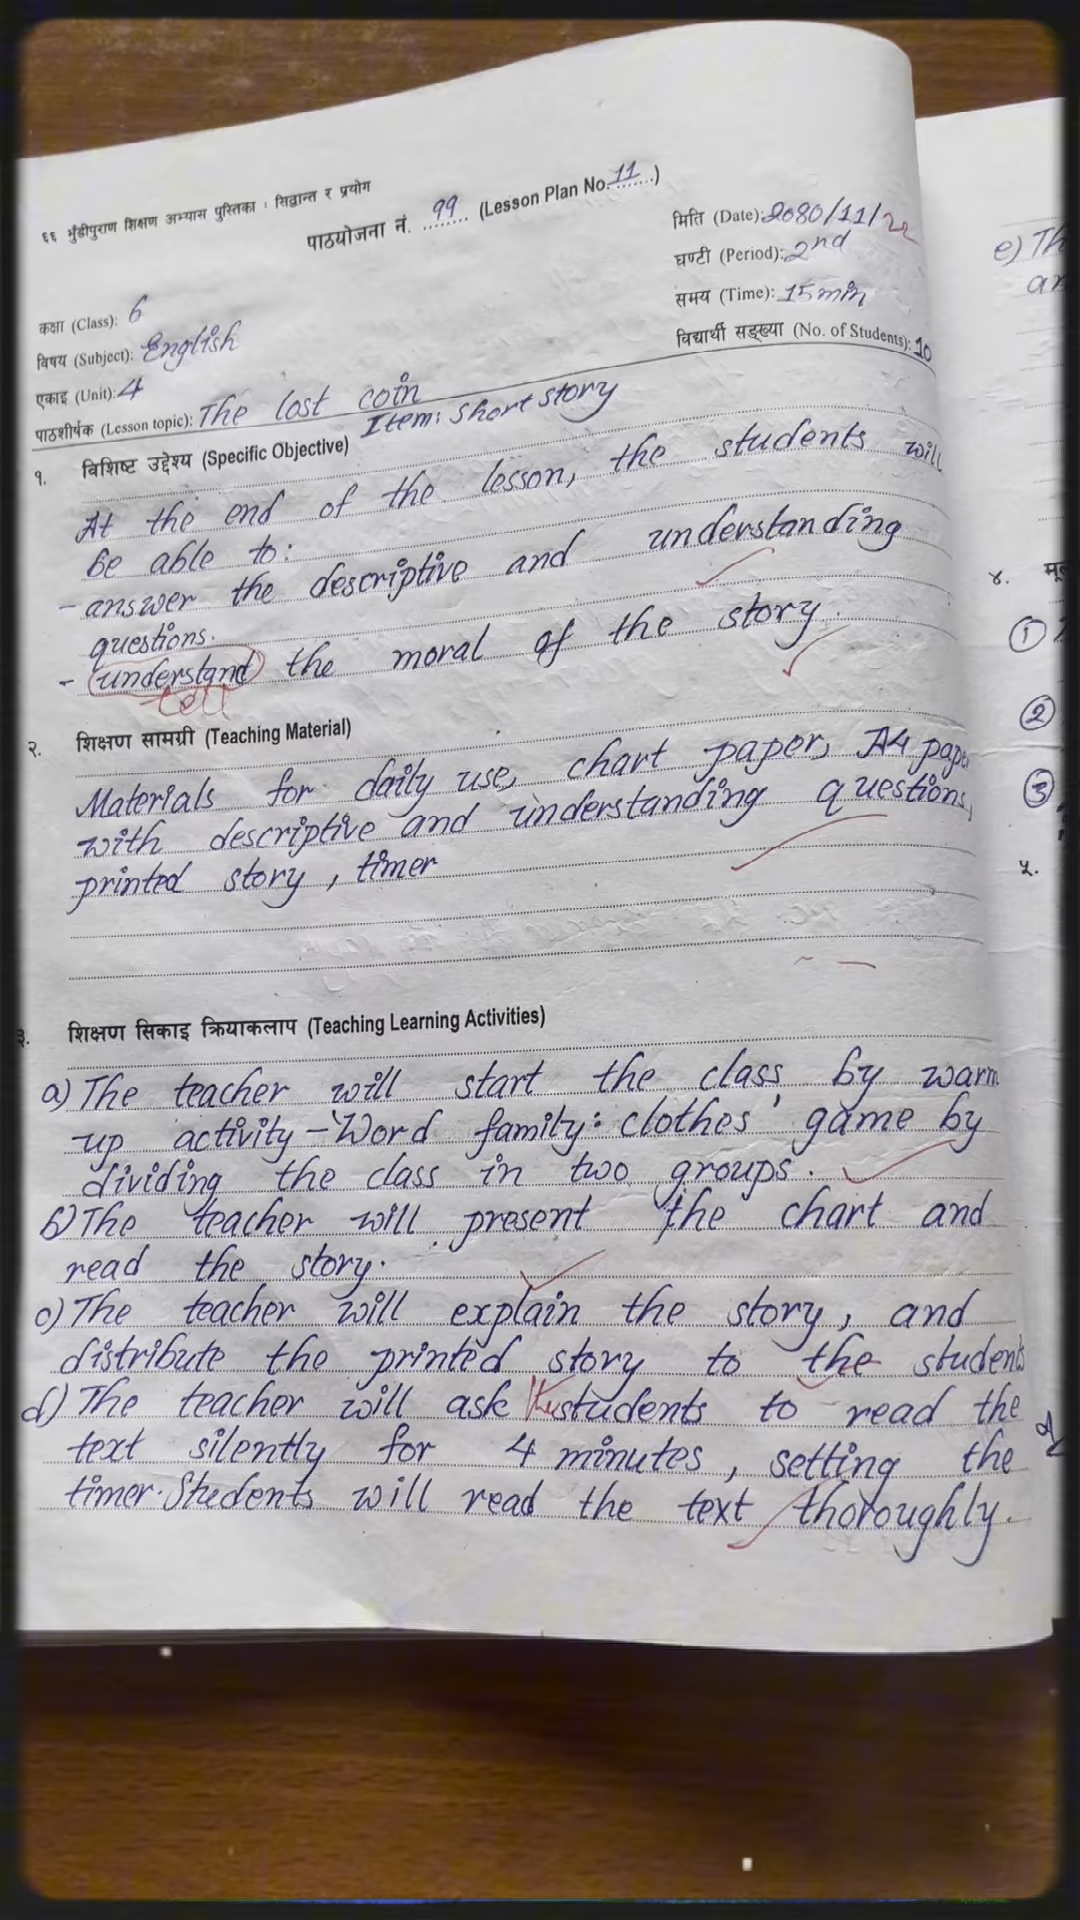 ६६ भुँडीपुराण शिक्षण अभ्यास पुस्तिका : सिद्धान्त र प्रयोग
पाठयोजना नं. ११ (Lesson Plan No. 11)
मिति (Date): 2080/11/22
घण्टी (Period): 2nd
समय (Time): 15 min
विद्यार्थी सङ्ख्या (No. of Students): 10
कक्षा (Class): 6
विषय (Subject): English
एकाइ (Unit): 4
पाठशीर्षक (Lesson topic): The lost coin
Item: Short story
१. विशिष्ट उद्देश्य (Specific Objective)
At the end of the lesson, the students will
be able to:
- answer the descriptive and understanding
questions.
- understand the moral of the story.
tell
२. शिक्षण सामग्री (Teaching Material)
Materials for daily use, chart paper, A4 pape
with descriptive and understanding questions,
printed story, timer
३. शिक्षण सिकाइ क्रियाकलाप (Teaching Learning Activities)
a) The teacher will start the class by warm
up activity - 'Word family: clothes' game by
dividing the class in two groups.
b) The teacher will present the chart and
read the story.
c) The teacher will explain the story, and
distribute the printed story to the students
d) The teacher will ask the students to read the
text silently for 4 minutes, setting the
timer. Students will read the text thoroughly.
e) Th
an
४. मू
1
2
3
५.